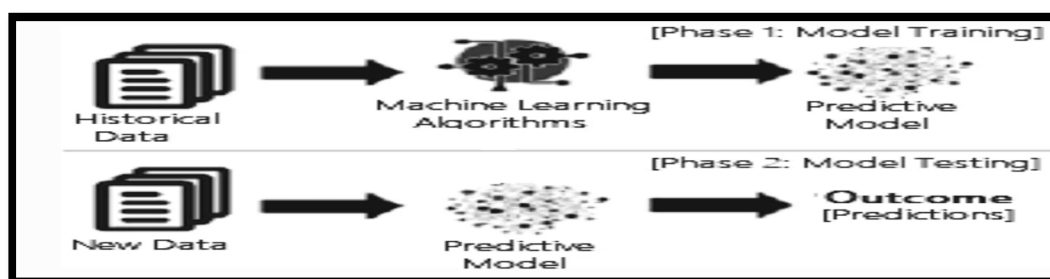 [Phase 1: Model Training]
Historical
Data
Machine Learning
Algorithms
Predictive
Model
[Phase 2: Model Testing]
New Data
Predictive
Model
Outcome
[Predictions]